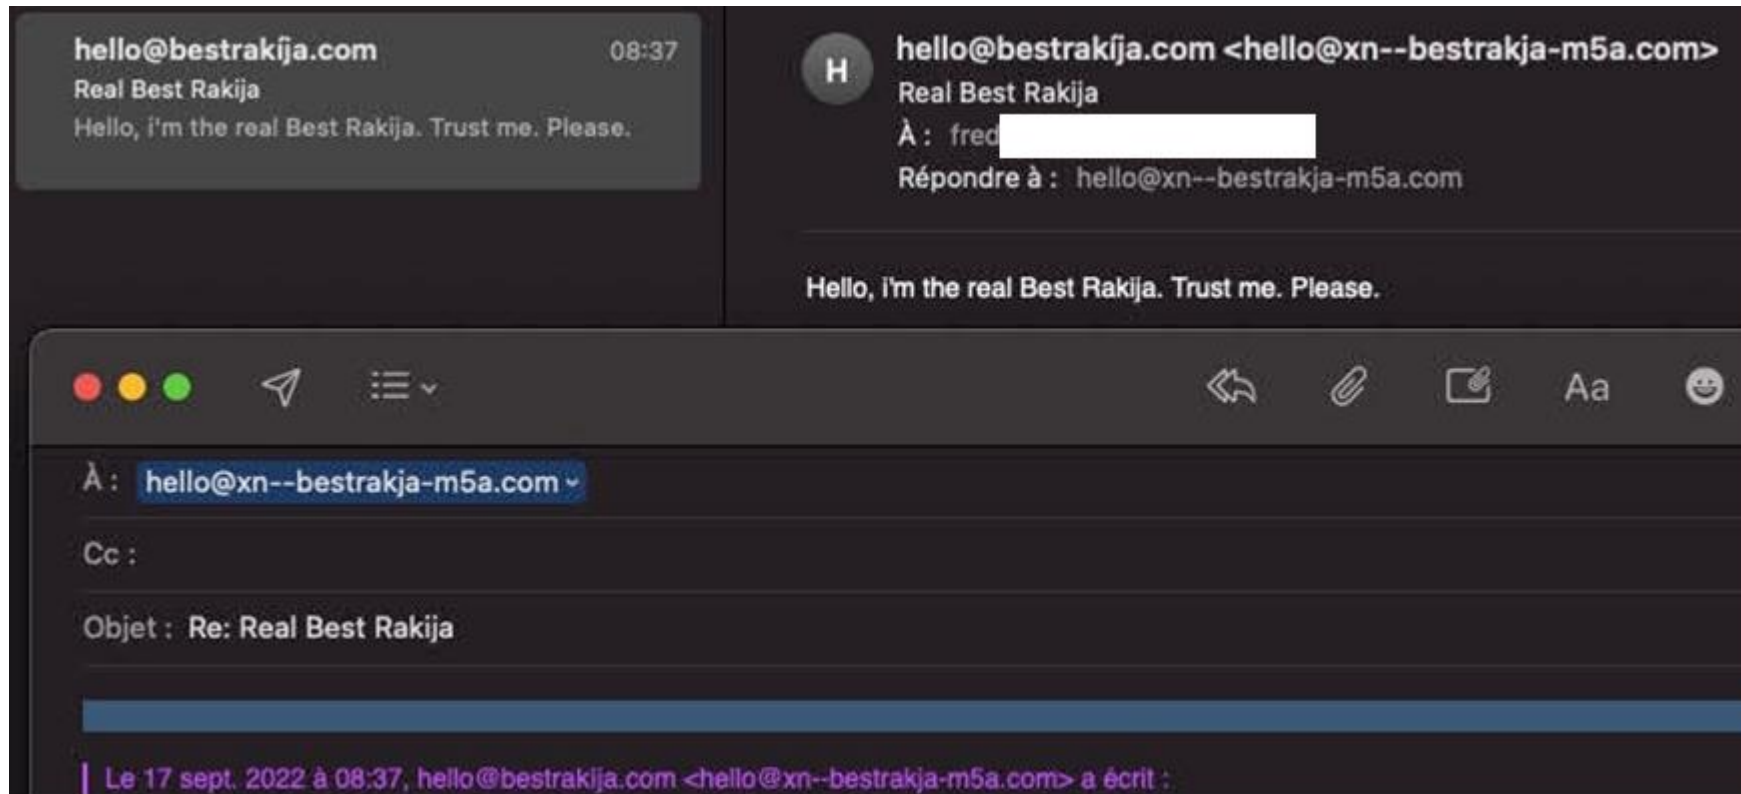 hello@bestrakíja.com 08:37
Real Best Rakija
Hello, i'm the real Best Rakija. Trust me. Please.
H
hello@bestrakíja.com <hello@xn--bestrakja-m5a.com>
Real Best Rakija
À : fred
Répondre à : hello@xn--bestrakja-m5a.com
Hello, i'm the real Best Rakija. Trust me. Please.
Aa
À : hello@xn--bestrakja-m5a.com
Cc :
Objet : Re: Real Best Rakija
Le 17 sept. 2022 à 08:37, hello@bestrakíja.com <hello@xn--bestrakja-m5a.com> a écrit :